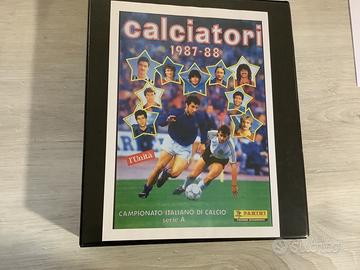 calciatori
1987-88
l'Unità
CAMPIONATO ITALIANO DI CALCIO
serie A
PANINI